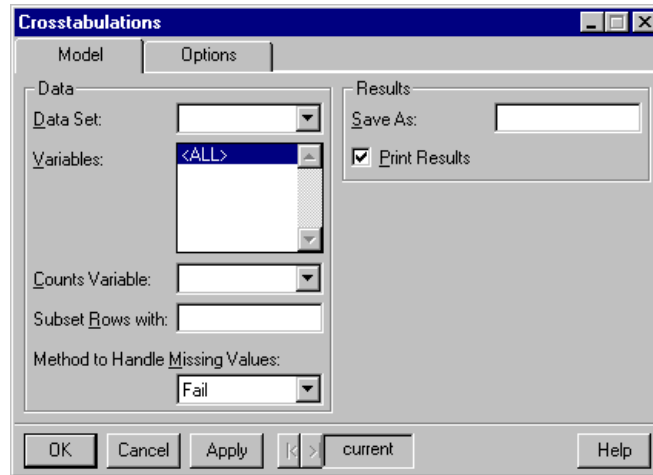 Crosstabulations
Model
Options
Data
Data Set:
Variables:
<ALL>
Counts Variable:
Subset Rows with:
Method to Handle Missing Values:
Fail
Results
Save As:
Print Results
OK
Cancel
Apply
current
Help